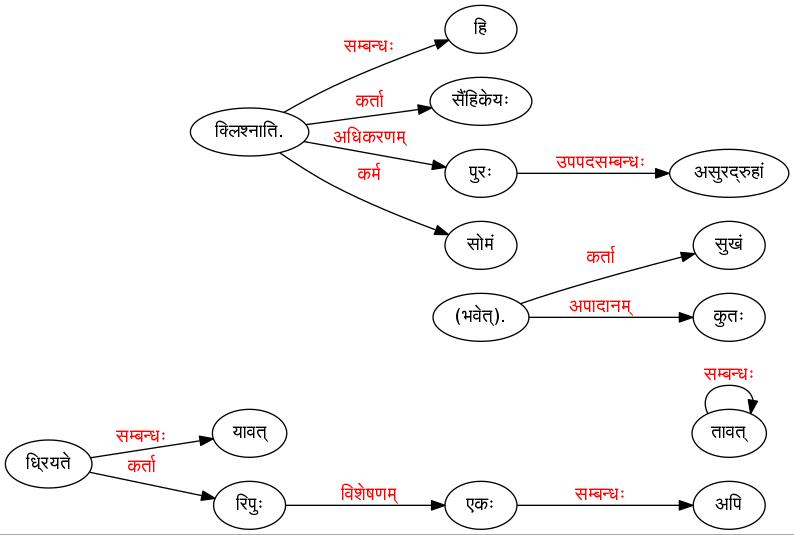 हि
सम्बन्धः
कर्ता
सैंहिकेयः
क्लिश्नाति.
अधिकरणम्
पुरः
उपपदसम्बन्धः
असुरद्रुहां
कर्म
सोमं
सुखं
कर्ता
(भवेत्).
अपादानम्
कुतः
सम्बन्धः
तावत्
यावत्
सम्बन्धः
ध्रियते
कर्ता
रिपुः
विशेषणम्
एकः
सम्बन्धः
अपि